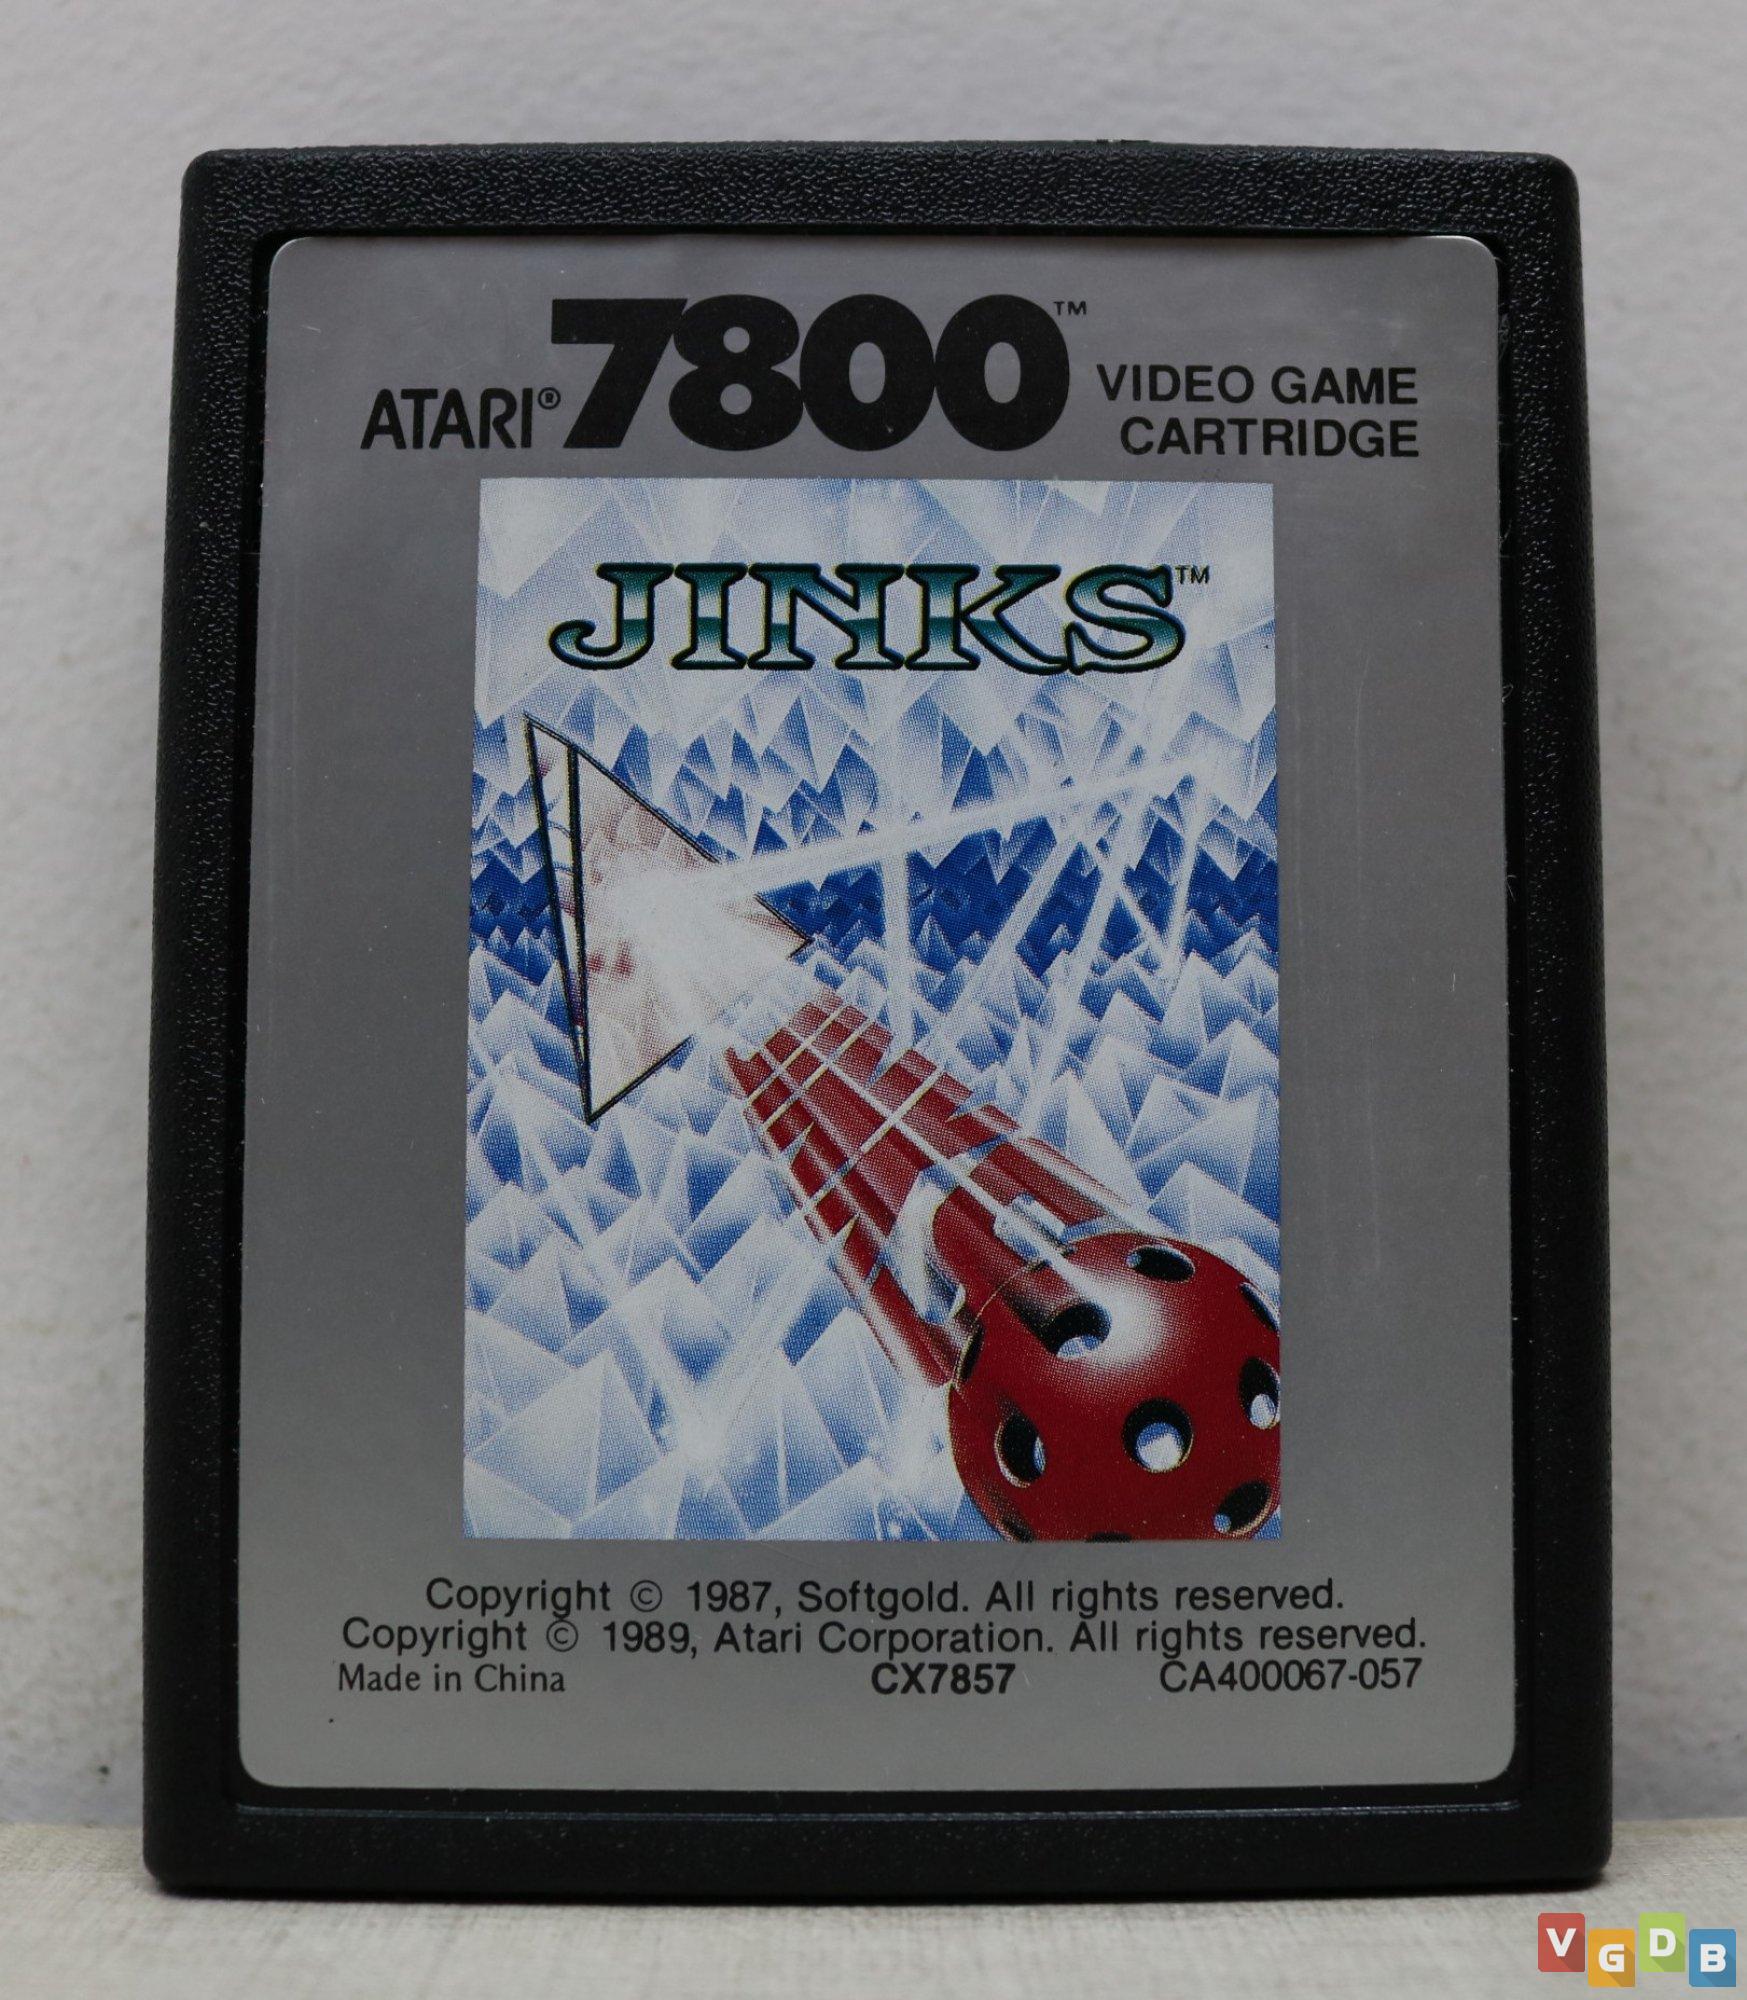 ATARI® 7800™ VIDEO GAME
CARTRIDGE
JINKS™
Copyright © 1987, Softgold. All rights reserved.
Copyright © 1989, Atari Corporation. All rights reserved.
Made in China CX7857 CA400067-057
VGDB